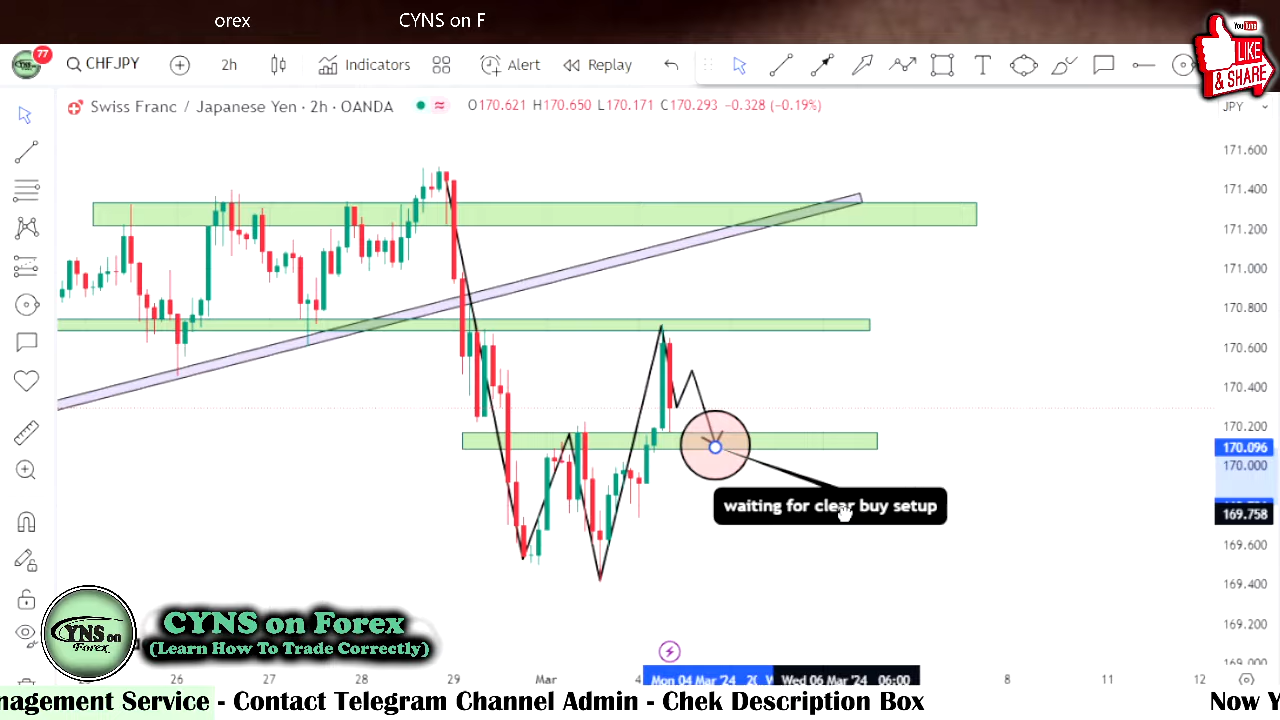 orex CYNS on F
You Tube
LIKE
& SHARE
77
CHFJPY
2h
Indicators
Alert
Replay
Swiss Franc / Japanese Yen · 2h · OANDA
O170.621 H170.650 L170.171 C170.293 −0.328 (−0.19%)
JPY
171.600
171.400
171.200
171.000
170.800
170.600
170.400
170.200
170.096
170.000
169.758
169.600
169.400
169.200
169.000
waiting for clear buy setup
CYNS on
Forex
CYNS on Forex
(Learn How To Trade Correctly)
26 27 28 29 Mar 4 8 11 12
Mon 04 Mar '24
Wed 06 Mar '24 06:00
nagement Service - Contact Telegram Channel Admin - Chek Description Box
Now Y